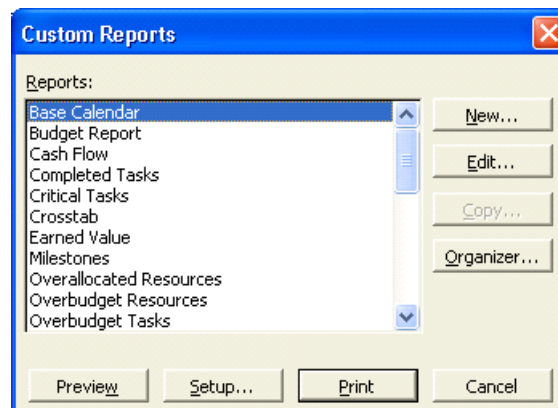 Custom Reports
Reports:
Base Calendar
Budget Report
Cash Flow
Completed Tasks
Critical Tasks
Crosstab
Earned Value
Milestones
Overallocated Resources
Overbudget Resources
Overbudget Tasks
New...
Edit...
Copy...
Organizer...
Preview
Setup...
Print
Cancel